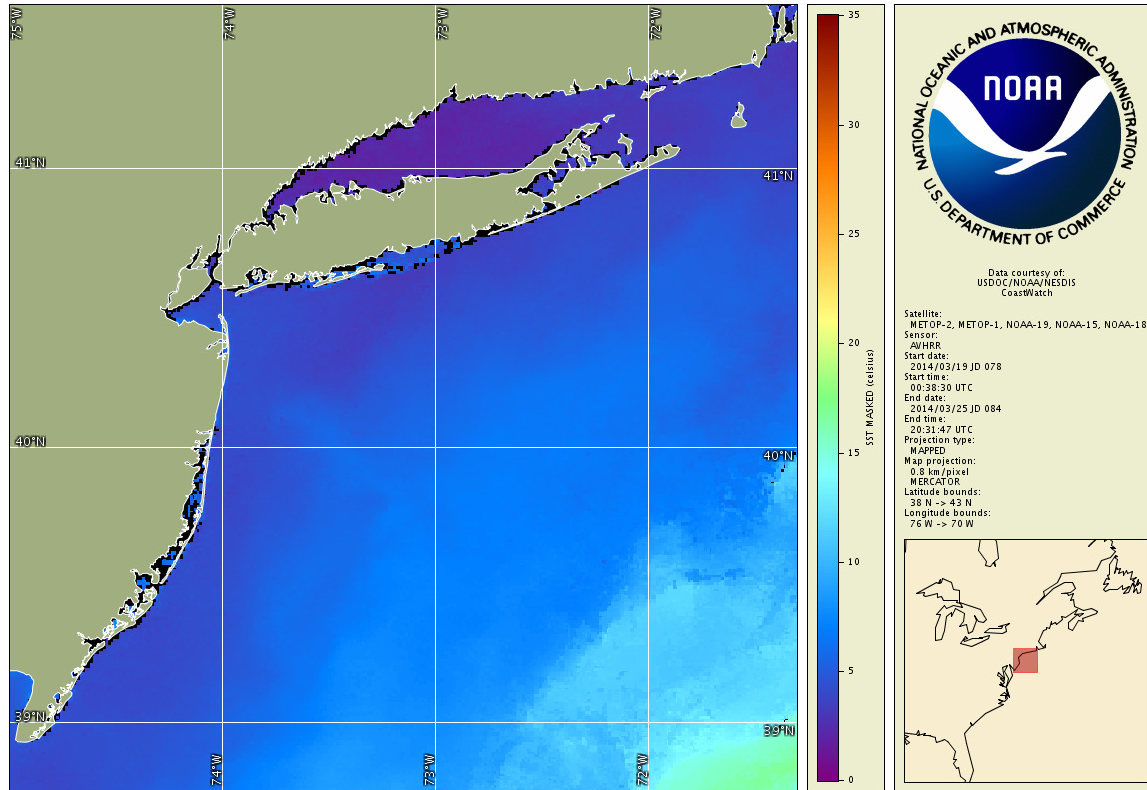 75°W
74°W
73°W
72°W
41°N
41°N
40°N
40°N
39°N
39°N
74°W
73°W
72°W
35
30
25
20
15
10
5
0
SST MASKED (celsius)
NATIONAL OCEANIC AND ATMOSPHERIC ADMINISTRATION
NOAA
U.S. DEPARTMENT OF COMMERCE
Data courtesy of:
USDOC/NOAA/NESDIS
CoastWatch
Satellite:
METOP-2, METOP-1, NOAA-19, NOAA-15, NOAA-18
Sensor:
AVHRR
Start date:
2014/03/19 JD 078
Start time:
00:38:30 UTC
End date:
2014/03/25 JD 084
End time:
20:31:47 UTC
Projection type:
MAPPED
Map projection:
0.8 km/pixel
MERCATOR
Latitude bounds:
38 N -> 43 N
Longitude bounds:
76 W -> 70 W